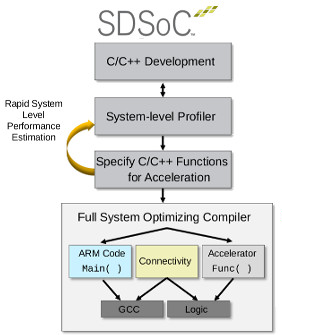 SDSoC™
C/C++ Development
Rapid System
Level
Performance
Estimation
System-level Profiler
Specify C/C++ Functions
for Acceleration
Full System Optimizing Compiler
ARM Code
Main( )
Connectivity
Accelerator
Func( )
GCC
Logic